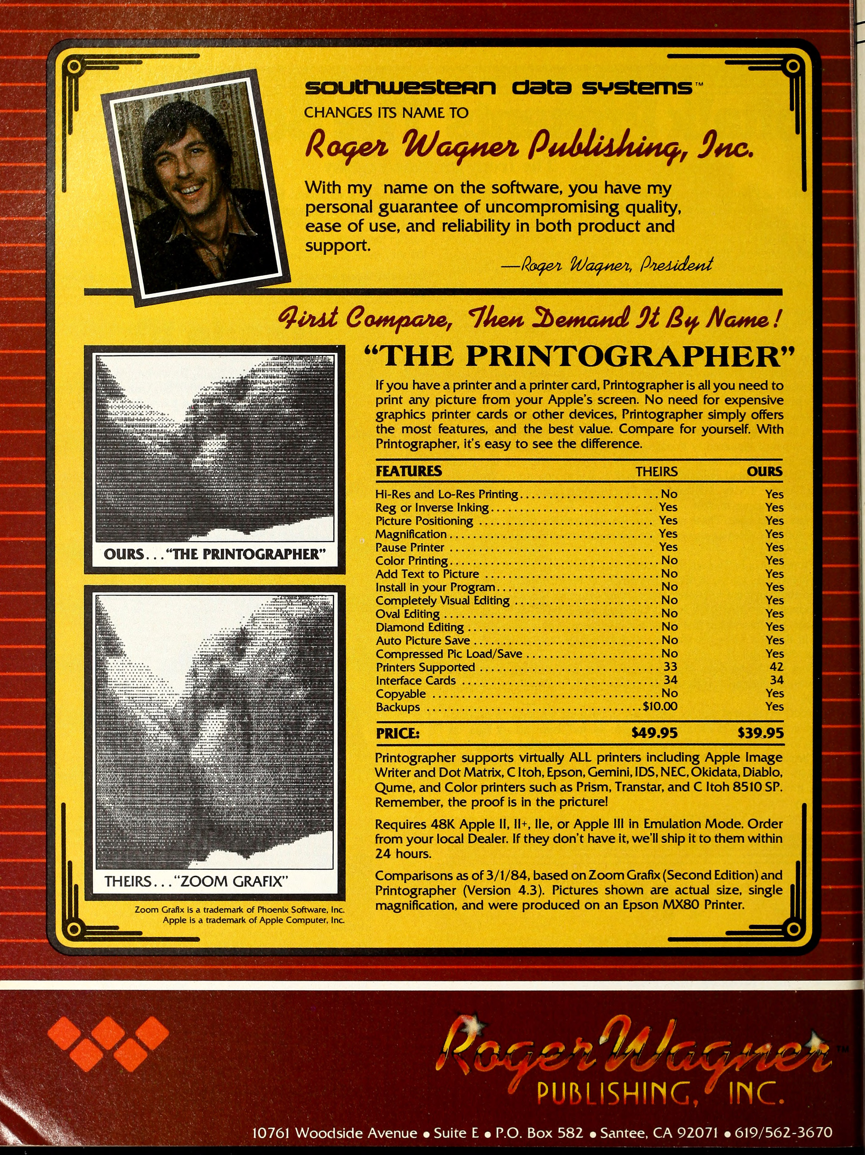 southwestern data systems™
CHANGES ITS NAME TO
Roger Wagner Publishing, Inc.
With my name on the software, you have my
personal guarantee of uncompromising quality,
ease of use, and reliability in both product and
support.
—Roger Wagner, President
First Compare, Then Demand It By Name!
OURS..."THE PRINTOGRAPHER"
THEIRS..."ZOOM GRAFIX"
Zoom Grafix is a trademark of Phoenix Software, Inc.
Apple is a trademark of Apple Computer, Inc.
"THE PRINTOGRAPHER"
If you have a printer and a printer card, Printographer is all you need to
print any picture from your Apple's screen. No need for expensive
graphics printer cards or other devices, Printographer simply offers
the most features, and the best value. Compare for yourself. With
Printographer, it's easy to see the difference.
FEATURES THEIRS OURS
Hi-Res and Lo-Res Printing........................ No Yes
Reg or Inverse Inking............................. Yes Yes
Picture Positioning ............................... Yes Yes
Magnification.................................... Yes Yes
Pause Printer .................................... Yes Yes
Color Printing.................................... No Yes
Add Text to Picture .............................. No Yes
Install in your Program............................ No Yes
Completely Visual Editing ......................... No Yes
Oval Editing ..................................... No Yes
Diamond Editing ................................. No Yes
Auto Picture Save................................ No Yes
Compressed Pic Load/Save ....................... No Yes
Printers Supported ............................... 33 42
Interface Cards ................................... 34 34
Copyable ....................................... No Yes
Backups ......................................$10.00 Yes
PRICE: $49.95 $39.95
Printographer supports virtually ALL printers including Apple Image
Writer and Dot Matrix, C Itoh, Epson, Gemini, IDS, NEC, Okidata, Diablo,
Qume, and Color printers such as Prism, Transtar, and C Itoh 8510 SP.
Remember, the proof is in the pricture!
Requires 48K Apple II, II+, IIe, or Apple III in Emulation Mode. Order
from your local Dealer. If they don't have it, we'll ship it to them within
24 hours.
Comparisons as of 3/1/84, based on Zoom Grafix (Second Edition) and
Printographer (Version 4.3). Pictures shown are actual size, single
magnification, and were produced on an Epson MX80 Printer.
Roger Wagner™
PUBLISHING, INC.
10761 Woodside Avenue • Suite E • P.O. Box 582 • Santee, CA 92071 • 619/562-3670